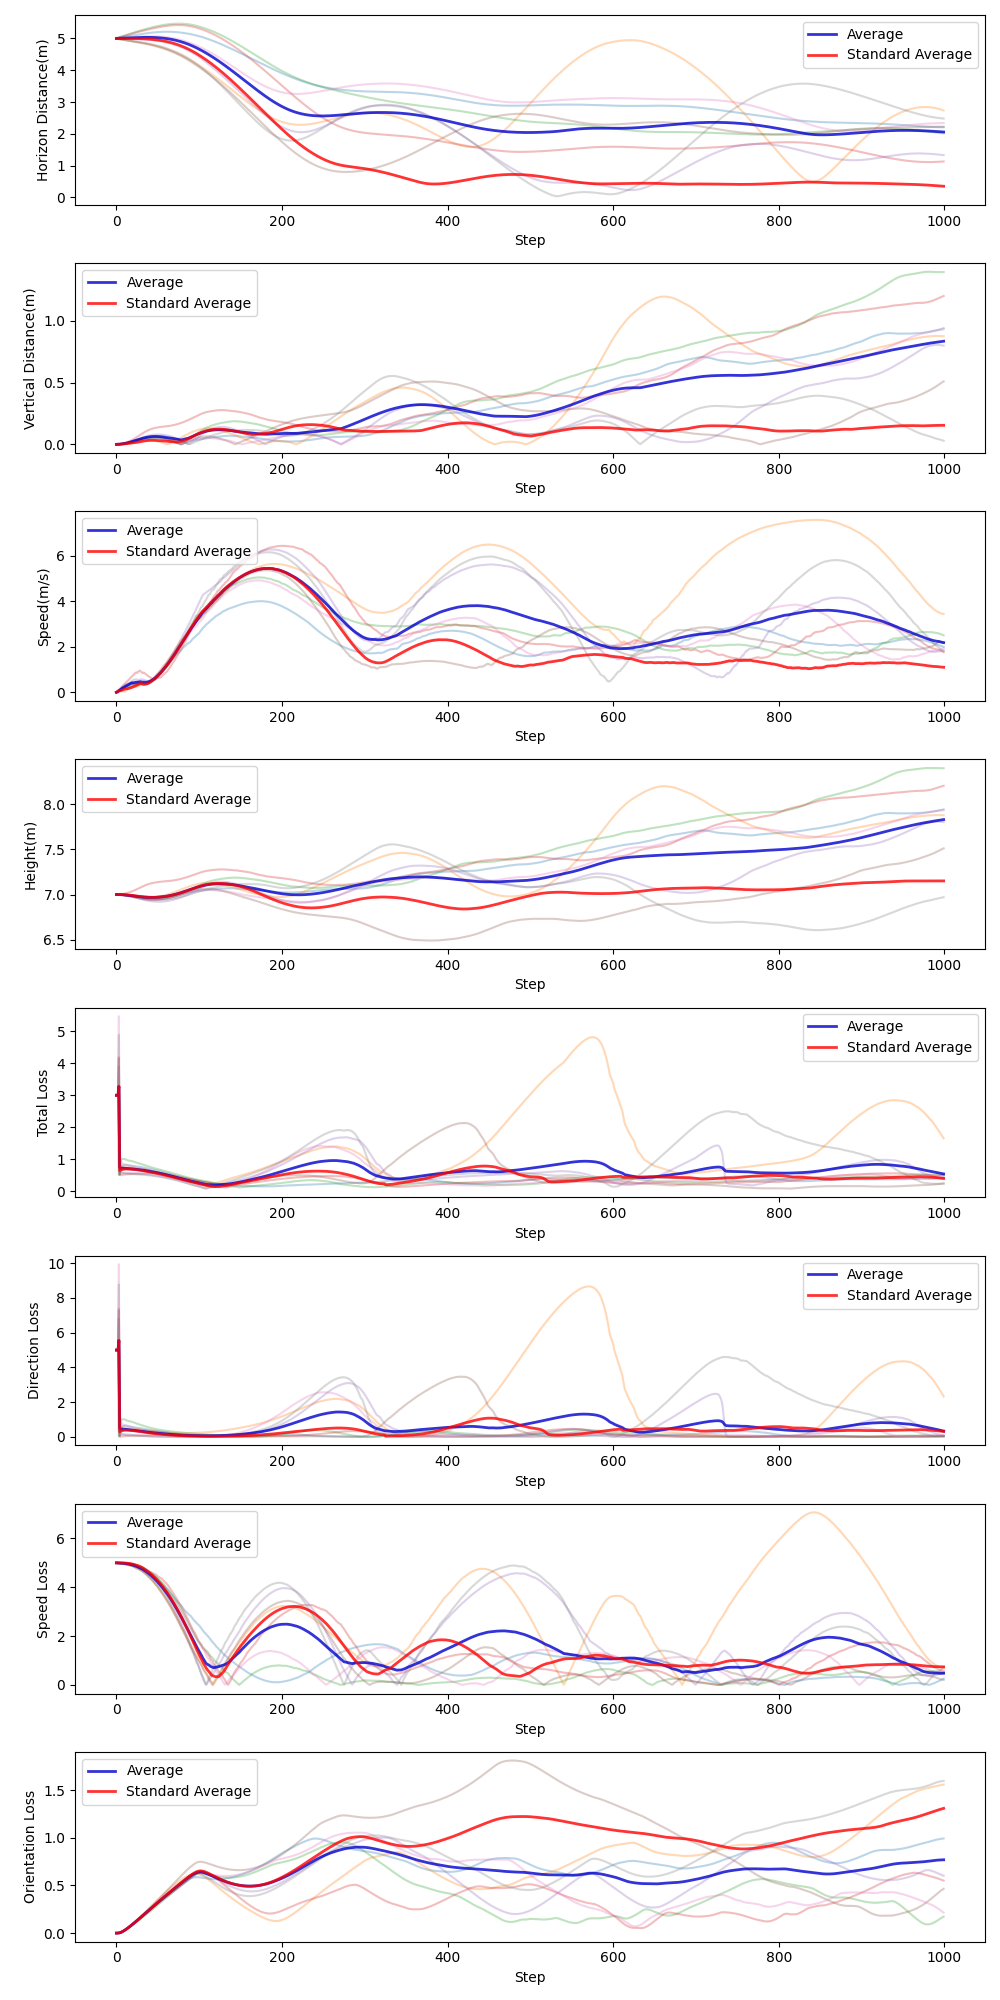 Horizon Distance(m)
5
4
3
2
1
0
Average
Standard Average
0 200 400 600 800 1000
Step
Vertical Distance(m)
1.0
0.5
0.0
Average
Standard Average
0 200 400 600 800 1000
Step
Speed(m/s)
6
4
2
0
Average
Standard Average
0 200 400 600 800 1000
Step
Height(m)
8.0
7.5
7.0
6.5
Average
Standard Average
0 200 400 600 800 1000
Step
Total Loss
5
4
3
2
1
0
Average
Standard Average
0 200 400 600 800 1000
Step
Direction Loss
10
8
6
4
2
0
Average
Standard Average
0 200 400 600 800 1000
Step
Speed Loss
6
4
2
0
Average
Standard Average
0 200 400 600 800 1000
Step
Orientation Loss
1.5
1.0
0.5
0.0
Average
Standard Average
0 200 400 600 800 1000
Step